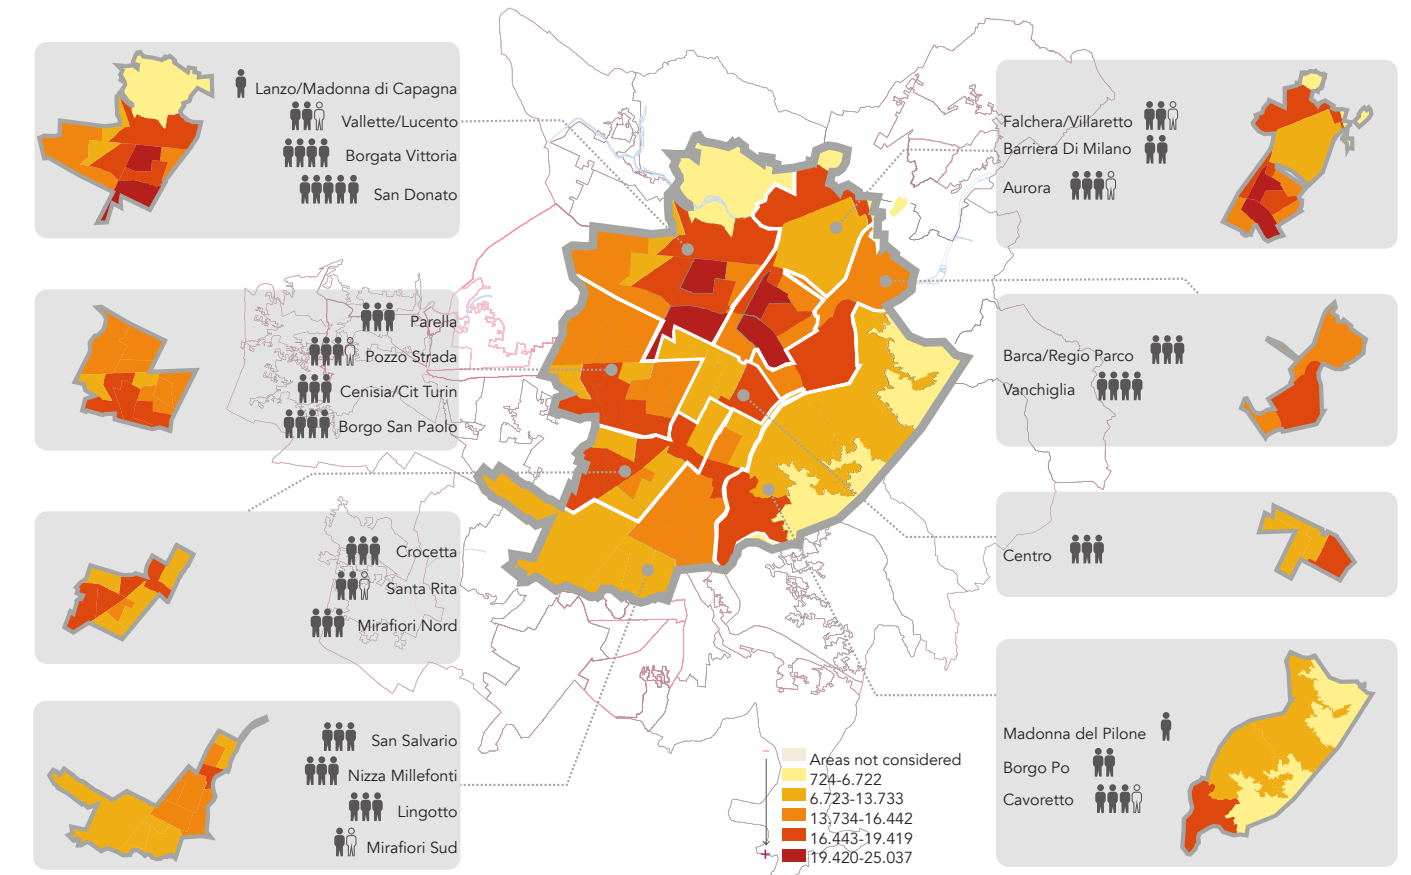 Lanzo/Madonna di Capagna
Vallette/Lucento
Borgata Vittoria
San Donato
Parella
Pozzo Strada
Cenisia/Cit Turin
Borgo San Paolo
Crocetta
Santa Rita
Mirafiori Nord
San Salvario
Nizza Millefonti
Lingotto
Mirafiori Sud
Falchera/Villaretto
Barriera Di Milano
Aurora
Barca/Regio Parco
Vanchiglia
Centro
Madonna del Pilone
Borgo Po
Cavoretto
Areas not considered
724-6.722
6.723-13.733
13.734-16.442
16.443-19.419
19.420-25.037